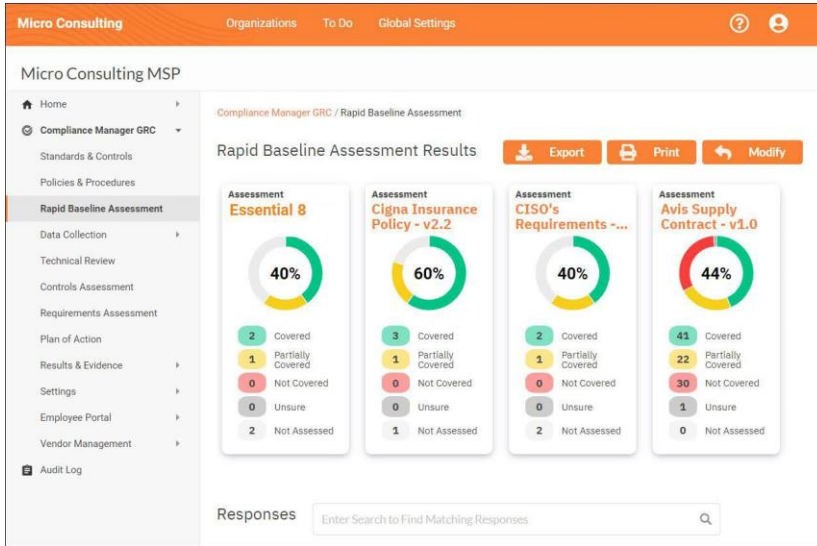 Micro Consulting
Organizations To Do Global Settings
Micro Consulting MSP
Home
Compliance Manager GRC
Standards & Controls
Policies & Procedures
Rapid Baseline Assessment
Data Collection
Technical Review
Controls Assessment
Requirements Assessment
Plan of Action
Results & Evidence
Settings
Employee Portal
Vendor Management
Audit Log
Compliance Manager GRC / Rapid Baseline Assessment
Rapid Baseline Assessment Results
Export
Print
Modify
Assessment
Essential 8
40%
2 Covered
1 Partially
Covered
0 Not Covered
0 Unsure
2 Not Assessed
Assessment
Cigna Insurance
Policy - v2.2
60%
3 Covered
1 Partially
Covered
0 Not Covered
0 Unsure
1 Not Assessed
Assessment
CISO's
Requirements -...
40%
2 Covered
1 Partially
Covered
0 Not Covered
0 Unsure
2 Not Assessed
Assessment
Avis Supply
Contract - v1.0
44%
41 Covered
22 Partially
Covered
30 Not Covered
1 Unsure
0 Not Assessed
Responses
Enter Search to Find Matching Responses